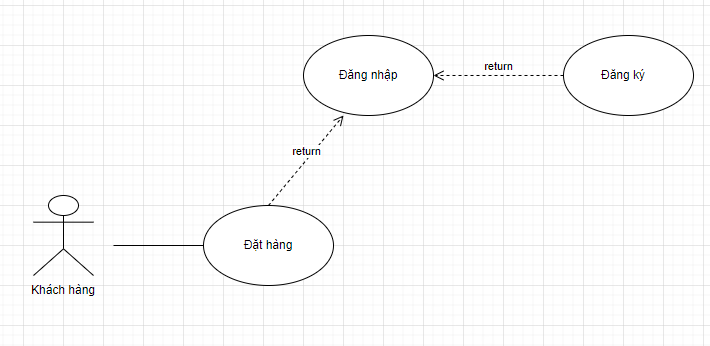 Đăng nhập
return
Đăng ký
return
Đặt hàng
Khách hàng